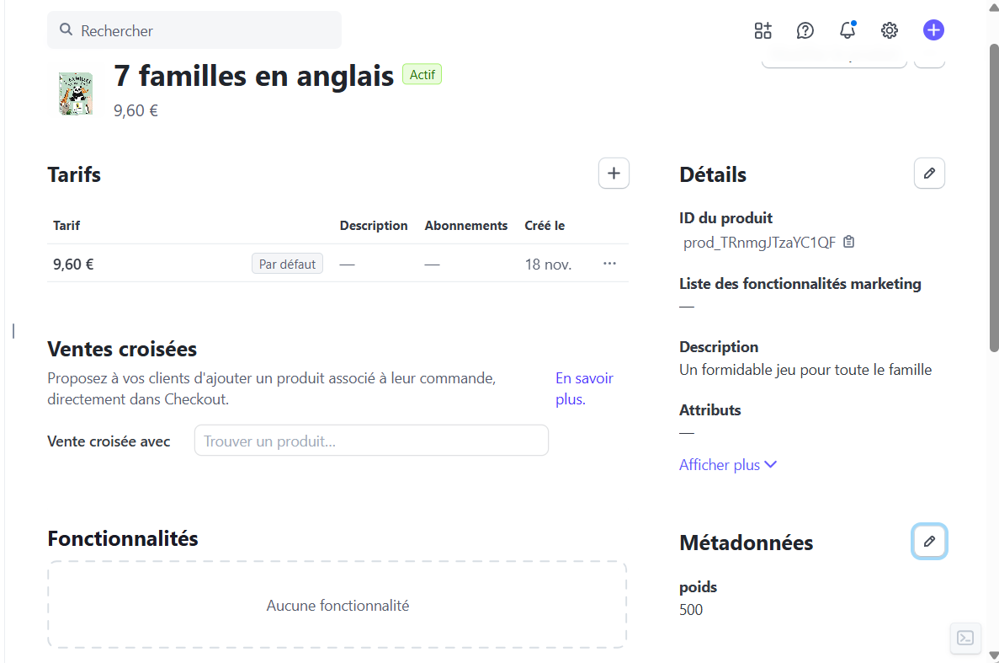 Rechercher
7 familles en anglais
Actif
9,60 €
Tarifs
Tarif Description Abonnements Créé le
9,60 € Par défaut — — 18 nov.
Ventes croisées
Proposez à vos clients d'ajouter un produit associé à leur commande,
directement dans Checkout.
En savoir
plus.
Vente croisée avec Trouver un produit...
Fonctionnalités
Aucune fonctionnalité
Détails
ID du produit
prod_TRnmgJTzaYC1QF
Liste des fonctionnalités marketing
—
Description
Un formidable jeu pour toute le famille
Attributs
—
Afficher plus
Métadonnées
poids
500